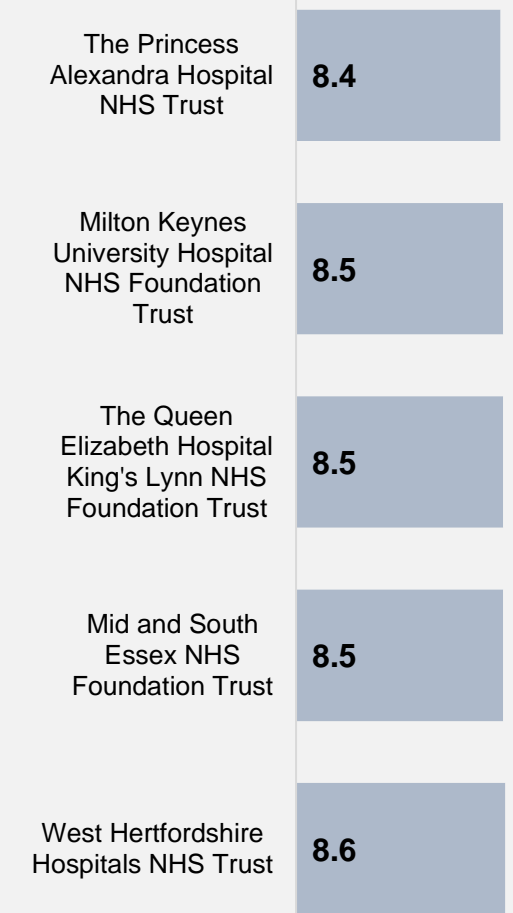 The Princess
Alexandra Hospital
NHS Trust
8.4
Milton Keynes
University Hospital
NHS Foundation
Trust
8.5
The Queen
Elizabeth Hospital
King's Lynn NHS
Foundation Trust
8.5
Mid and South
Essex NHS
Foundation Trust
8.5
West Hertfordshire
Hospitals NHS Trust
8.6